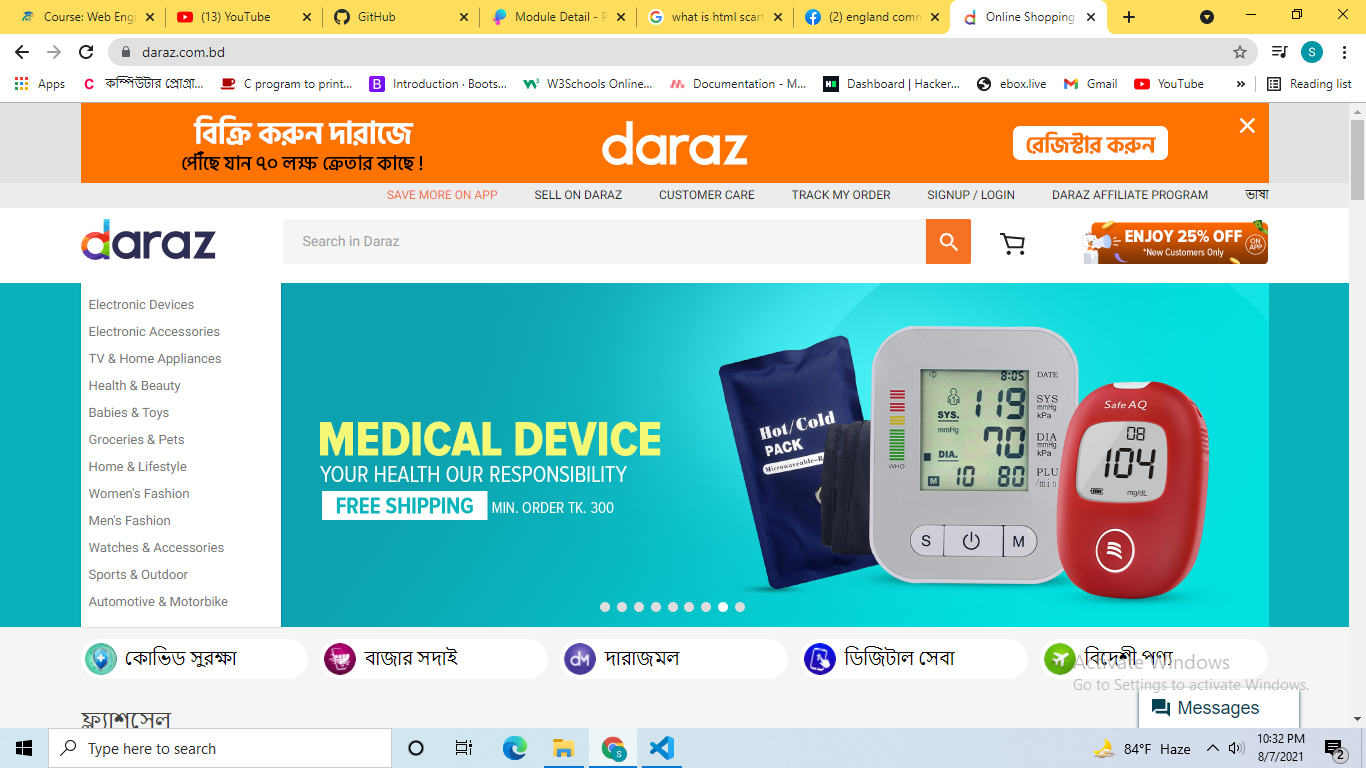 Course: Web Engi
(13) YouTube
GitHub
Module Detail - P
what is html scart
(2) england comm
Online Shopping
daraz.com.bd
S
Apps
কম্পিউটার প্রোগ্রা...
C program to print...
Introduction · Boots...
W3Schools Online...
Documentation - M...
Dashboard | Hacker...
ebox.live
Gmail
YouTube
»
Reading list
বিক্রি করুন দারাজে
পৌঁছে যান ৭০ লক্ষ ক্রেতার কাছে !
daraz
রেজিস্টার করুন
SAVE MORE ON APP
SELL ON DARAZ
CUSTOMER CARE
TRACK MY ORDER
SIGNUP / LOGIN
DARAZ AFFILIATE PROGRAM
ভাষা
daraz
Search in Daraz
ENJOY 25% OFF
*New Customers Only
ON APP
Electronic Devices
Electronic Accessories
TV & Home Appliances
Health & Beauty
Babies & Toys
Groceries & Pets
Home & Lifestyle
Women's Fashion
Men's Fashion
Watches & Accessories
Sports & Outdoor
Automotive & Motorbike
MEDICAL DEVICE
YOUR HEALTH OUR RESPONSIBILITY
FREE SHIPPING MIN. ORDER TK. 300
Hot/Cold
PACK
8:05 DATE
119 SYS
SYS. mmHg
mmHg kPa
70 DIA
DIA. mmHg
kPa
WHO
M 10 80 PLU
/min
S M
Safe AQ
08
104
mg/dL
কোভিড সুরক্ষা
বাজার সদাই
dM
দারাজমল
ডিজিটাল সেবা
বিদেশী পণ্য
Activate Windows
Go to Settings to activate Windows.
ফ্ল্যাশসেল
Messages
Type here to search
S
84°F Haze
10:32 PM
8/7/2021
2